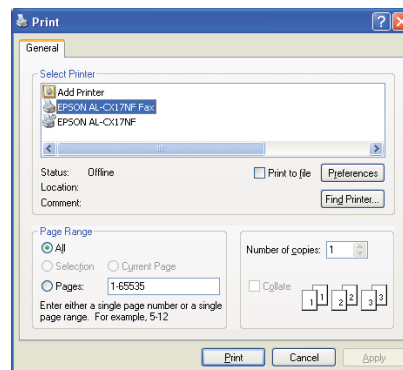 Print
General
Select Printer
Add Printer
EPSON AL-CX17NF Fax
EPSON AL-CX17NF
Status: Offline
Location:
Comment:
Print to file
Preferences
Find Printer...
Page Range
All
Selection Current Page
Pages: 1-65535
Enter either a single page number or a single
page range. For example, 5-12
Number of copies: 1
Collate
1 1 2 2 3 3
Print Cancel Apply